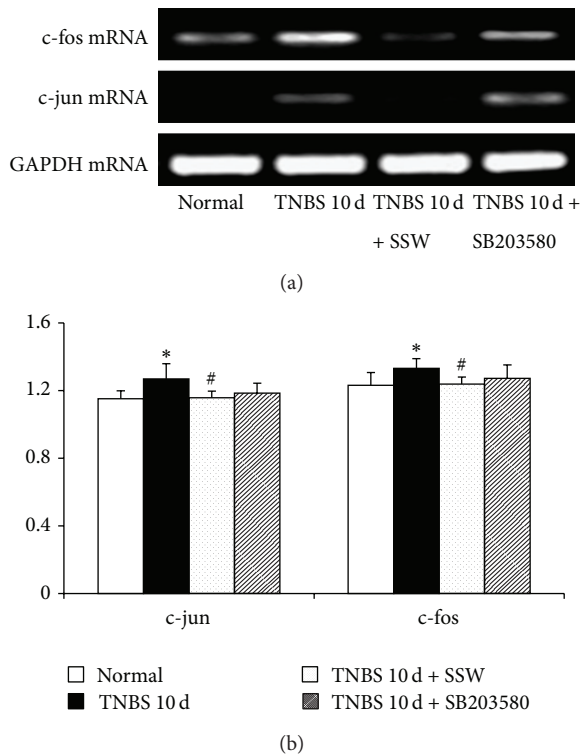 c-fos mRNA
c-jun mRNA
GAPDH mRNA
Normal TNBS 10 d TNBS 10 d TNBS 10 d +
+ SSW SB203580
(a)
1.6
* *
# #
1.2
0.8
0.4
0
c-jun c-fos
Normal TNBS 10 d + SSW
TNBS 10 d TNBS 10 d + SB203580
(b)